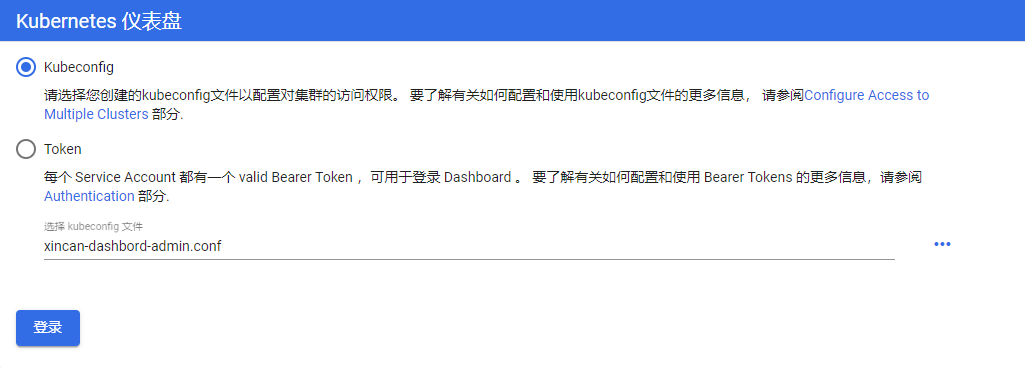 Kubernetes 仪表盘
Kubeconfig
请选择您创建的kubeconfig文件以配置对集群的访问权限。 要了解有关如何配置和使用kubeconfig文件的更多信息， 请参阅Configure Access to
Multiple Clusters 部分.
Token
每个 Service Account 都有一个 valid Bearer Token ，可用于登录 Dashboard 。 要了解有关如何配置和使用 Bearer Tokens 的更多信息，请参阅
Authentication 部分.
选择 kubeconfig 文件
xincan-dashbord-admin.conf
登录